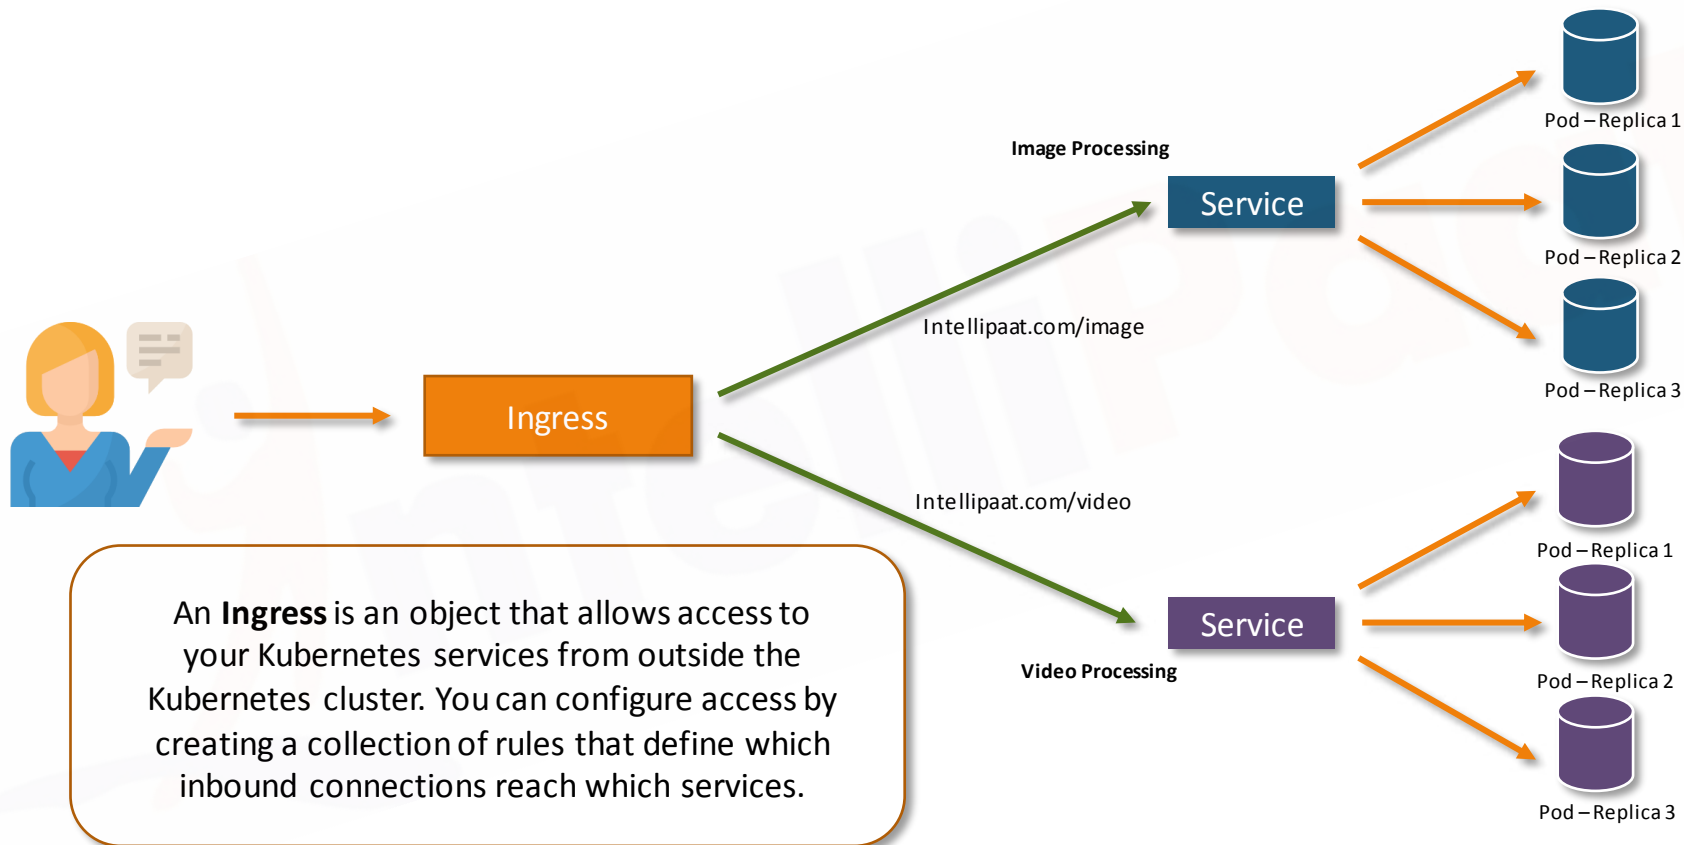 Pod – Replica 1
Image Processing
Service
Pod – Replica 2
Intellipaat.com/image
Pod – Replica 3
Ingress
Intellipaat.com/video
Pod – Replica 1
Service
Video Processing
Pod – Replica 2
Pod – Replica 3
An Ingress is an object that allows access to
your Kubernetes services from outside the
Kubernetes cluster. You can configure access by
creating a collection of rules that define which
inbound connections reach which services.
IntelliPaat